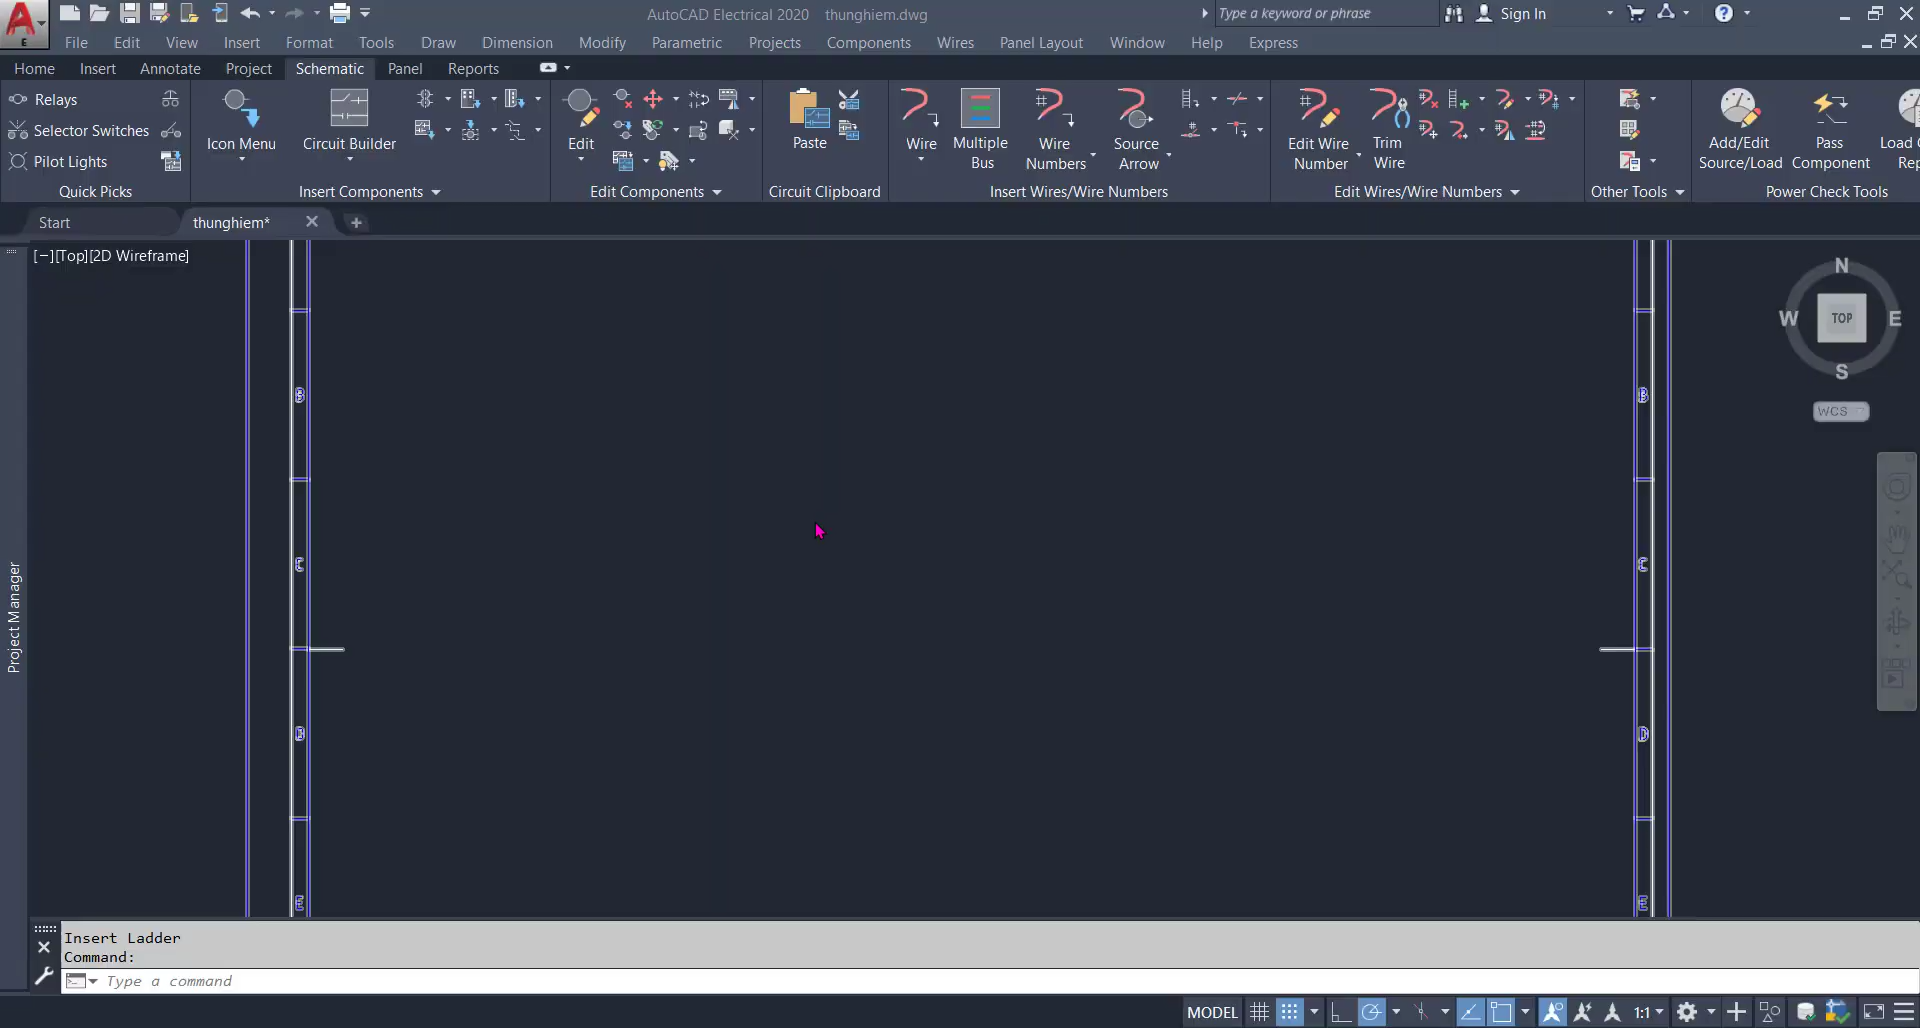 AutoCAD Electrical 2020 thunghiem.dwg
Type a keyword or phrase
Sign In
E
File Edit View Insert Format Tools Draw Dimension Modify Parametric Projects Components Wires Panel Layout Window Help Express
Home Insert Annotate Project Schematic Panel Reports
Relays
Selector Switches
Pilot Lights
Quick Picks
Icon Menu
Circuit Builder
Insert Components
Edit
Edit Components
Paste
Circuit Clipboard
Wire
Multiple
Bus
Wire
Numbers
Source
Arrow
Insert Wires/Wire Numbers
Edit Wire
Number
Trim
Wire
Edit Wires/Wire Numbers
Other Tools
Add/Edit
Source/Load
Pass
Component
Load
Rep
Power Check Tools
Start thunghiem*
[−][Top][2D Wireframe]
N
W TOP E
S
WCS
B B
C C
D D
E E
Project Manager
Insert Ladder
Command:
Type a command
MODEL 1:1